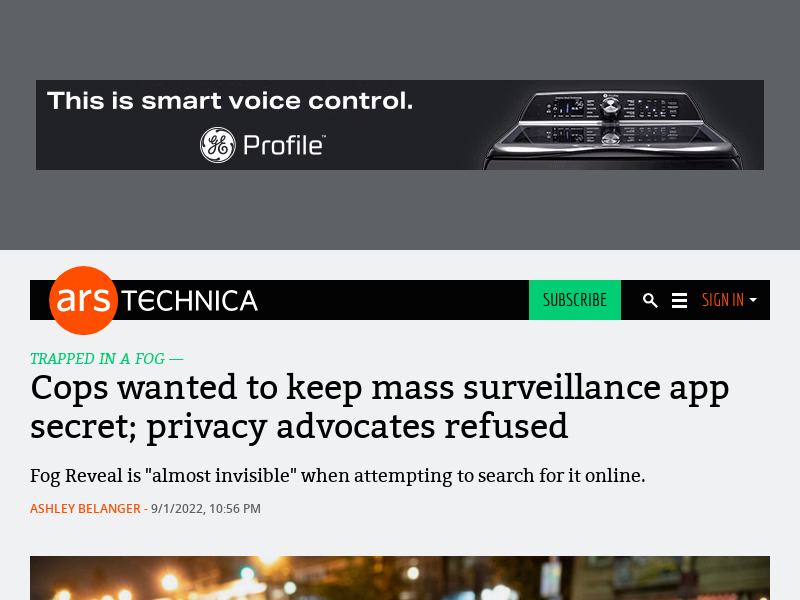 This is smart voice control.
GE Profile™
ars TECHNICA
SUBSCRIBE
SIGN IN
TRAPPED IN A FOG —
Cops wanted to keep mass surveillance app
secret; privacy advocates refused
Fog Reveal is "almost invisible" when attempting to search for it online.
ASHLEY BELANGER - 9/1/2022, 10:56 PM